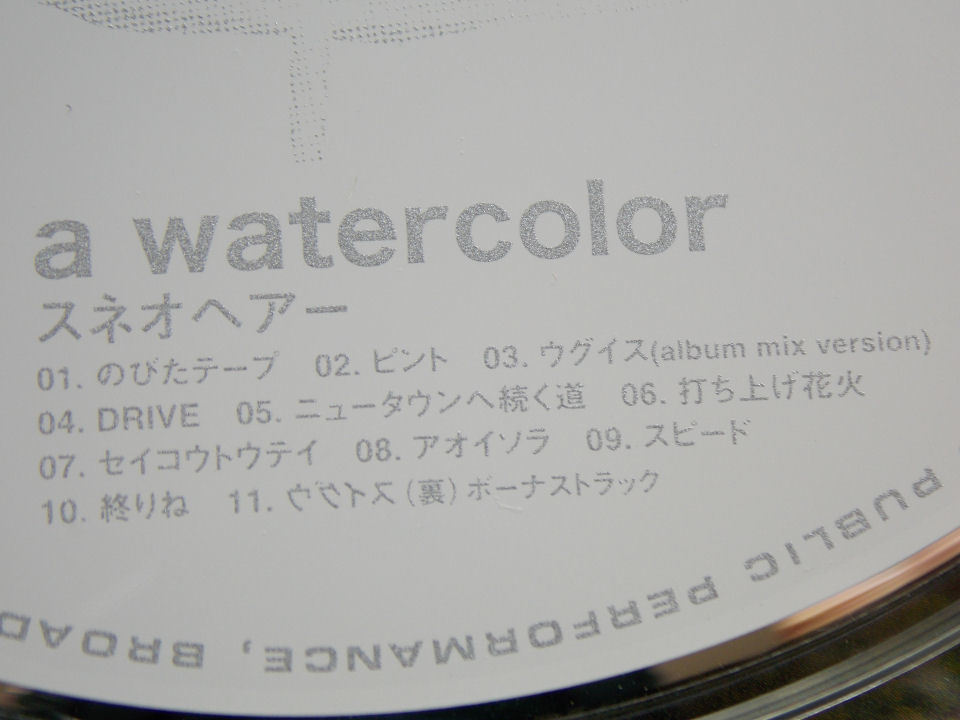 a watercolor
スネオヘアー
01. のびたテープ 02. ピント 03. ウグイス(album mix version)
04. DRIVE 05. ニュータウンへ続く道 06. 打ち上げ花火
07. セイコウトウテイ 08. アオイソラ 09. スピード
10. 終りね 11. ウグイス (裏) ボーナストラック
PUBLIC PERFORMANCE, BROAD